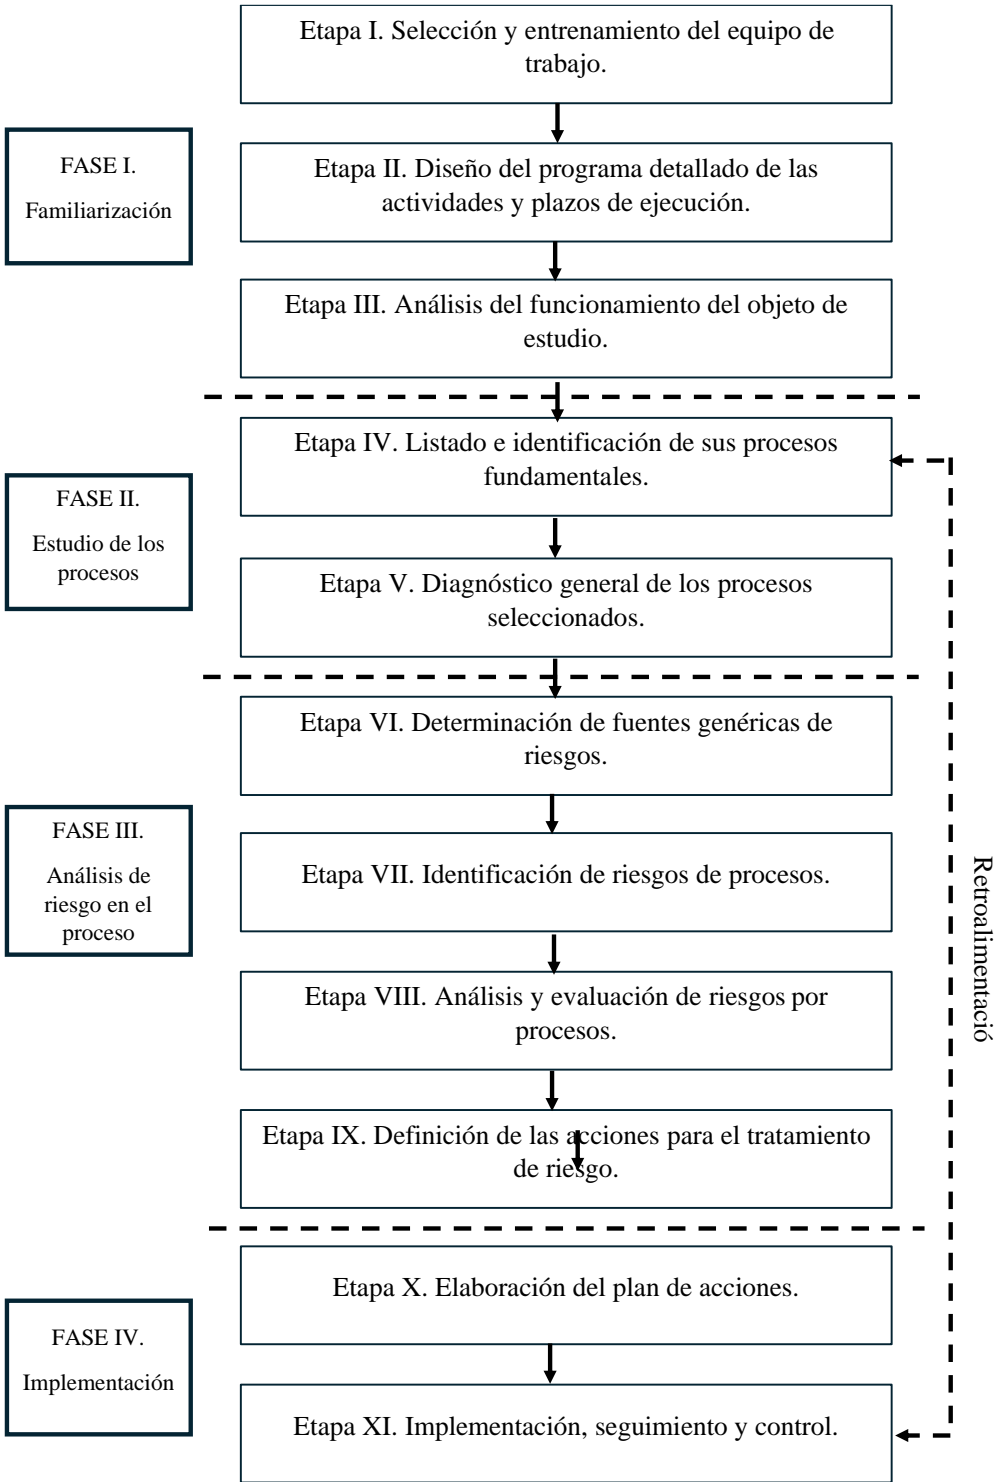 Etapa I. Selección y entrenamiento del equipo de
trabajo.
FASE I.
Familiarización
Etapa II. Diseño del programa detallado de las
actividades y plazos de ejecución.
Etapa III. Análisis del funcionamiento del objeto de
estudio.
Etapa IV. Listado e identificación de sus procesos
fundamentales.
FASE II.
Estudio de los
procesos
Etapa V. Diagnóstico general de los procesos
seleccionados.
Etapa VI. Determinación de fuentes genéricas de
riesgos.
FASE III.
Análisis de
riesgo en el
proceso
Etapa VII. Identificación de riesgos de procesos.
Etapa VIII. Análisis y evaluación de riesgos por
procesos.
Etapa IX. Definición de las acciones para el tratamiento
de riesgo.
Retroalimentació
FASE IV.
Implementación
Etapa X. Elaboración del plan de acciones.
Etapa XI. Implementación, seguimiento y control.